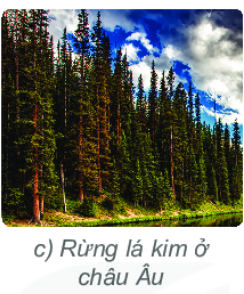 c) Rừng lá kim ở
châu Âu